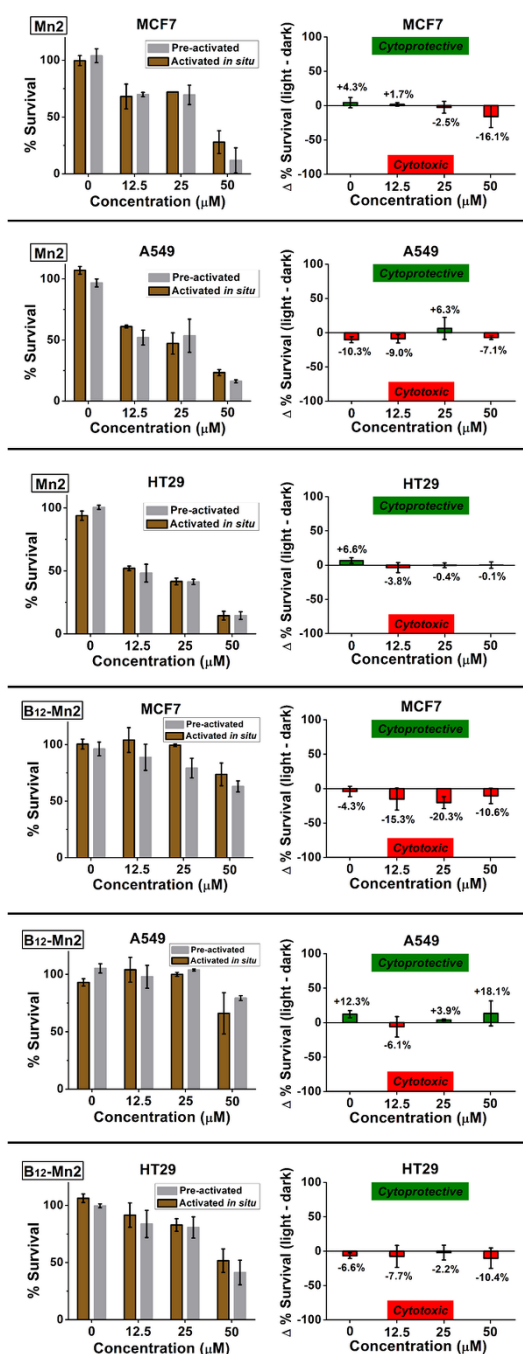 Mn2
MCF7
Pre-activated
Activated in situ
% Survival
100
50
0
0 12.5 25 50
Concentration (μM)
MCF7
Cytoprotective
Δ % Survival (light - dark)
100
50
0
-50
-100
+4.3%
+1.7%
-2.5%
-16.1%
Cytotoxic
0 12.5 25 50
Concentration (μM)
Mn2
A549
Pre-activated
Activated in situ
% Survival
100
50
0
0 12.5 25 50
Concentration (μM)
A549
Cytoprotective
Δ % Survival (light - dark)
100
50
0
-50
-100
-10.3%
-9.0%
+6.3%
-7.1%
Cytotoxic
0 12.5 25 50
Concentration (μM)
Mn2
HT29
Pre-activated
Activated in situ
% Survival
100
50
0
0 12.5 25 50
Concentration (μM)
HT29
Cytoprotective
Δ % Survival (light - dark)
100
50
0
-50
-100
+6.6%
-3.8%
-0.4%
-0.1%
Cytotoxic
0 12.5 25 50
Concentration (μM)
B12-Mn2
MCF7
Pre-activated
Activated in situ
% Survival
100
50
0
0 12.5 25 50
Concentration (μM)
MCF7
Cytoprotective
Δ % Survival (light - dark)
100
50
0
-50
-100
-4.3%
-15.3%
-20.3%
-10.6%
Cytotoxic
0 12.5 25 50
Concentration (μM)
B12-Mn2
A549
Pre-activated
Activated in situ
% Survival
100
50
0
0 12.5 25 50
Concentration (μM)
A549
Cytoprotective
Δ % Survival (light - dark)
100
50
0
-50
-100
+12.3%
-6.1%
+3.9%
+18.1%
Cytotoxic
0 12.5 25 50
Concentration (μM)
B12-Mn2
HT29
Pre-activated
Activated in situ
% Survival
100
50
0
0 12.5 25 50
Concentration (μM)
HT29
Cytoprotective
Δ % Survival (light - dark)
100
50
0
-50
-100
-6.6%
-7.7%
-2.2%
-10.4%
Cytotoxic
0 12.5 25 50
Concentration (μM)